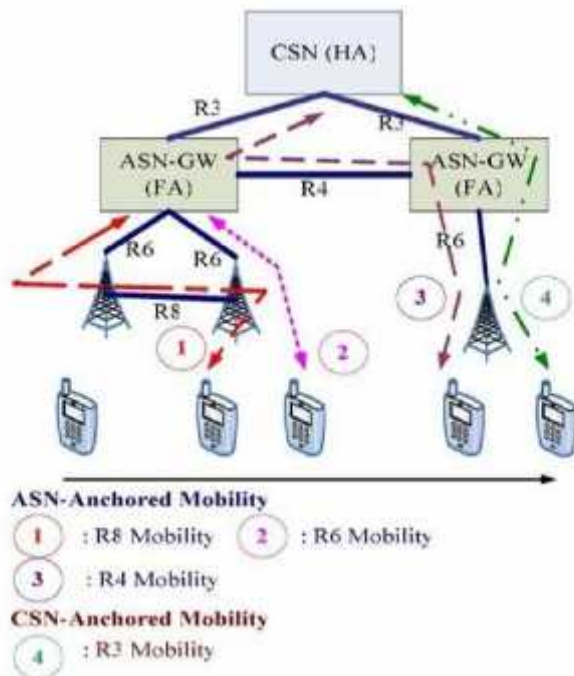 CSN (HA)
R3
R3
ASN-GW
(FA)
R4
ASN-GW
(FA)
R6
R6
R6
R8
1
2
3
4
ASN-Anchored Mobility
1 : R8 Mobility 2 : R6 Mobility
3 : R4 Mobility
CSN-Anchored Mobility
4 : R3 Mobility